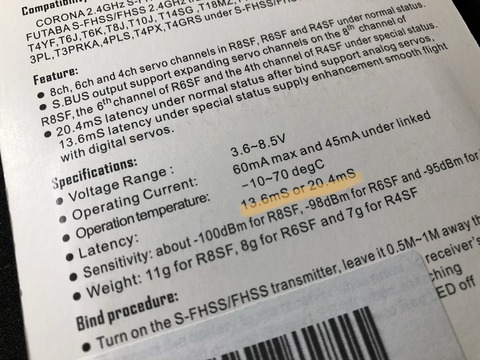 Compatibility
CORONA 2.4GHz S-FHSS
FUTABA S-FHSS/FHSS 2.4GHz
T4YF,T6J,T6K,T8J,T10J, T14SG ,T18MZ,
3PL,T3PRKA,4PLS,T4PX,T4GRS under S-FHSS/FHSS
Feature:
● 8ch, 6ch and 4ch servo channels in R8SF, R6SF and R4SF under normal status.
● S.BUS output support expanding servo channels on the 8th channel of
R8SF, the 6th channel of R6SF and the 4th channel of R4SF under special status.
● 20.4mS latency under normal status after bind support analog servo,
13.6mS latency under special status supply enhancement smooth flight
with digital servos.
Specifications:
● Voltage Range : 3.6~8.5V
● Operating Current: 60mA max and 45mA under linked
● Operation temperature: -10~70 degC
● Latency: 13.6mS or 20.4mS
● Sensitivity: about -100dBm for R8SF, -98dBm for R6SF and -95dBm for
● Weight: 11g for R8SF, 8g for R6SF and 7g for R4SF
Bind procedure:
● Turn on the S-FHSS/FHSS transmitter, leave it 0.5M~1M away
receiver's
ED off